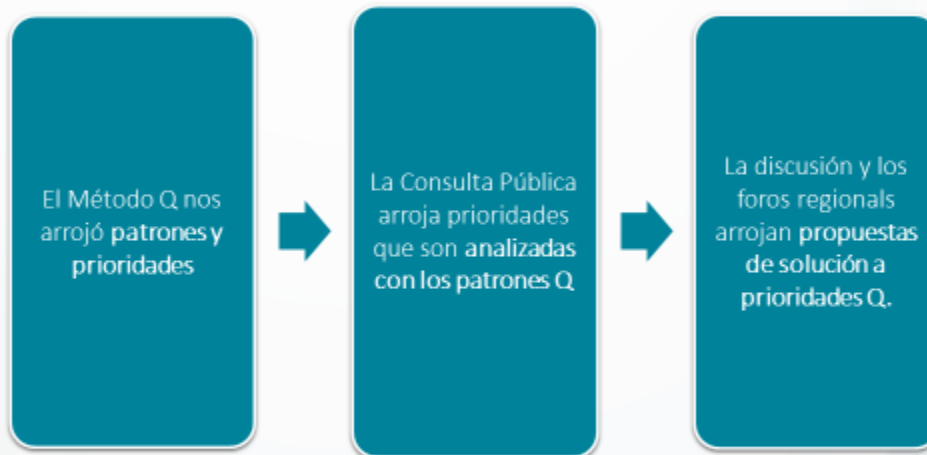 El Método Q nos
arrojó patrones y
prioridades
La Consulta Pública
arroja prioridades
que son analizadas
con los patrones Q
La discusión y los
foros regionals
arrojan propuestas
de solución a
prioridades Q.